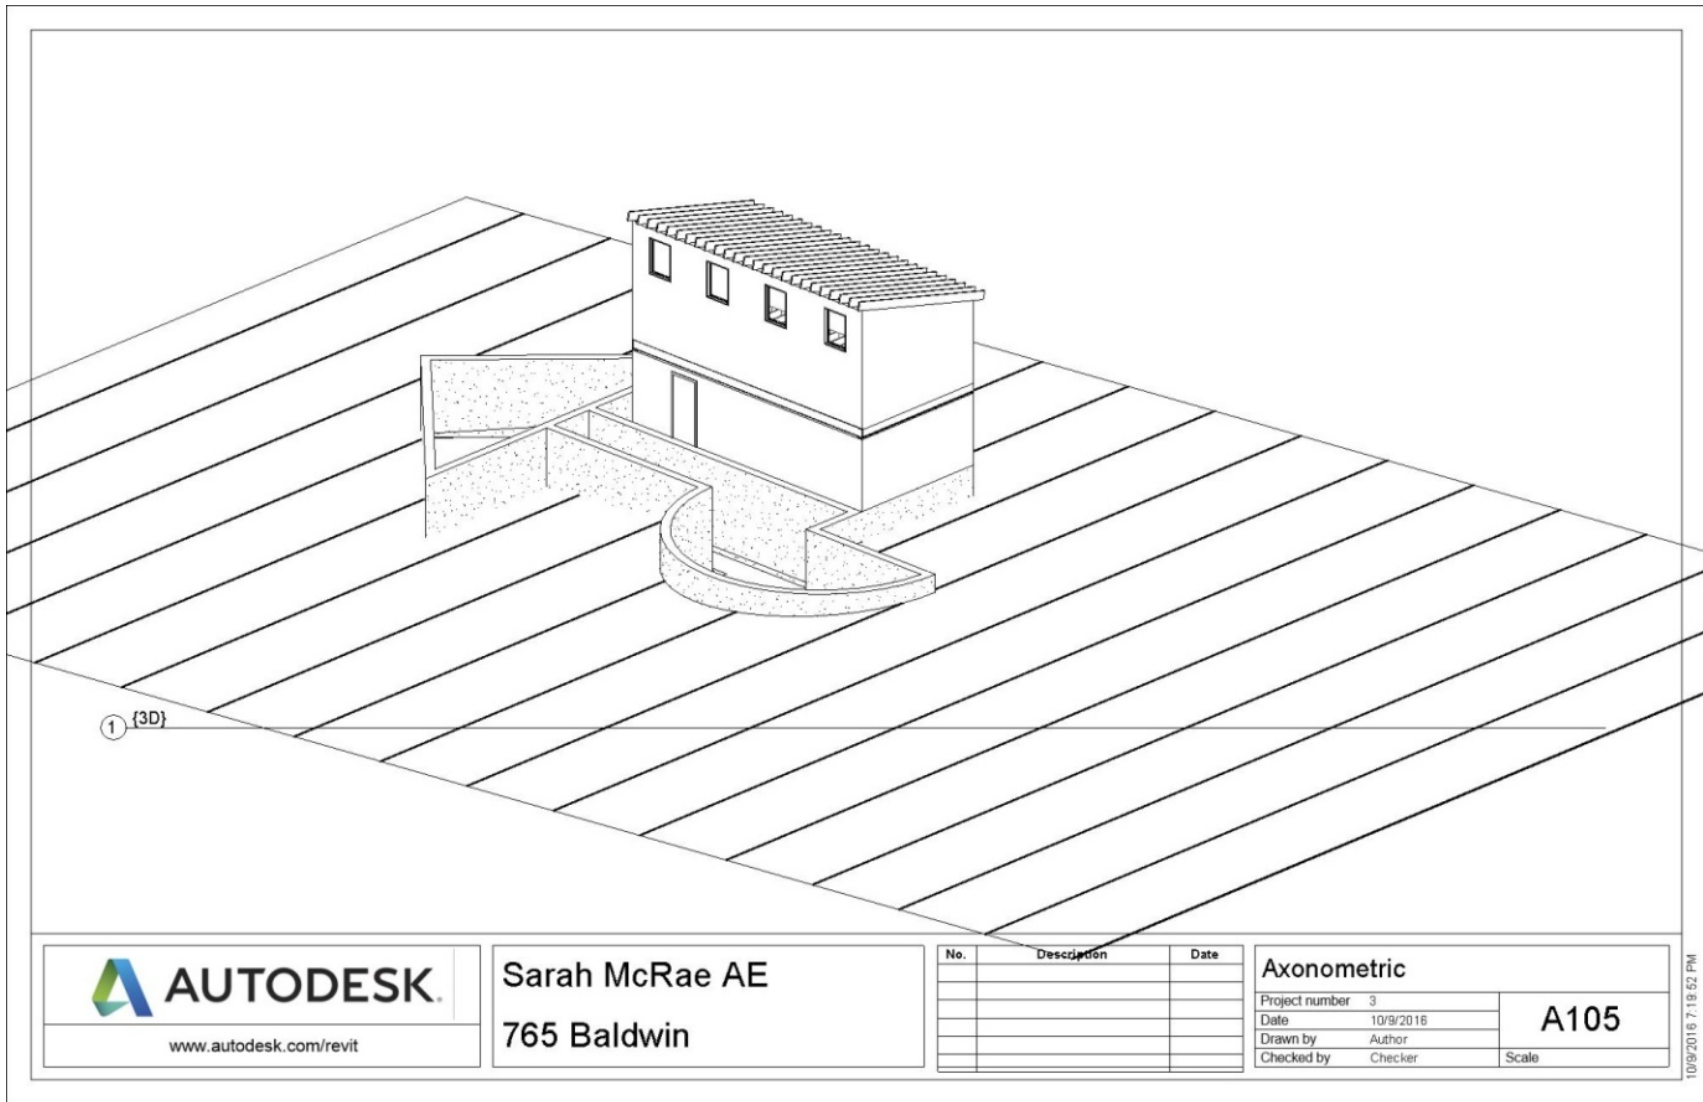 1 {3D}
AUTODESK.
www.autodesk.com/revit
Sarah McRae AE
765 Baldwin
No. Description Date
Axonometric
Project number 3
Date 10/9/2016
Drawn by Author
Checked by Checker
A105
Scale
10/9/2016 7:19:52 PM